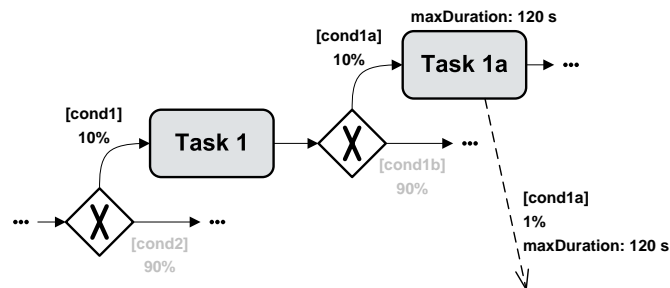 maxDuration: 120 s
[cond1a]
10%
Task 1a
•••
[cond1]
10%
Task 1
X
[cond1b]
90%
•••
[cond1a]
1%
maxDuration: 120 s
•••
X
[cond2]
90%
•••